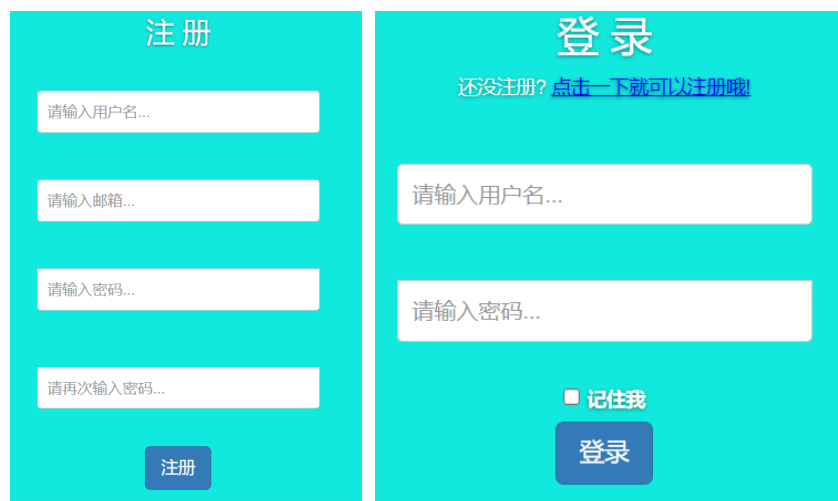 注 册
请输入用户名...
请输入邮箱...
请输入密码...
请再次输入密码...
注册
登 录
还没注册? 点击一下就可以注册哦!
请输入用户名...
请输入密码...
记住我
登录